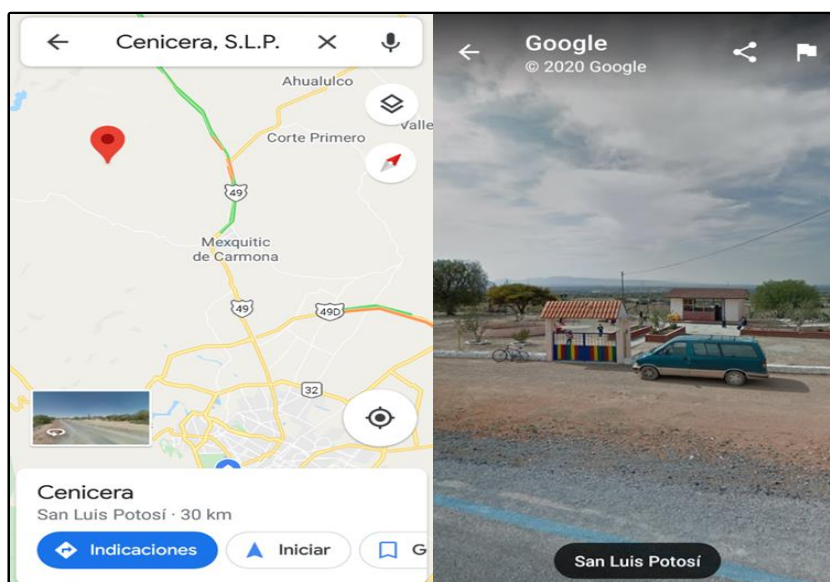 Cenicera, S.L.P.
Ahualulco
Valle
Corte Primero
49
Mexquitic
de Carmona
49
49D
32
Cenicera
San Luis Potosí · 30 km
Indicaciones
Iniciar
G
Google
© 2020 Google
San Luis Potosí